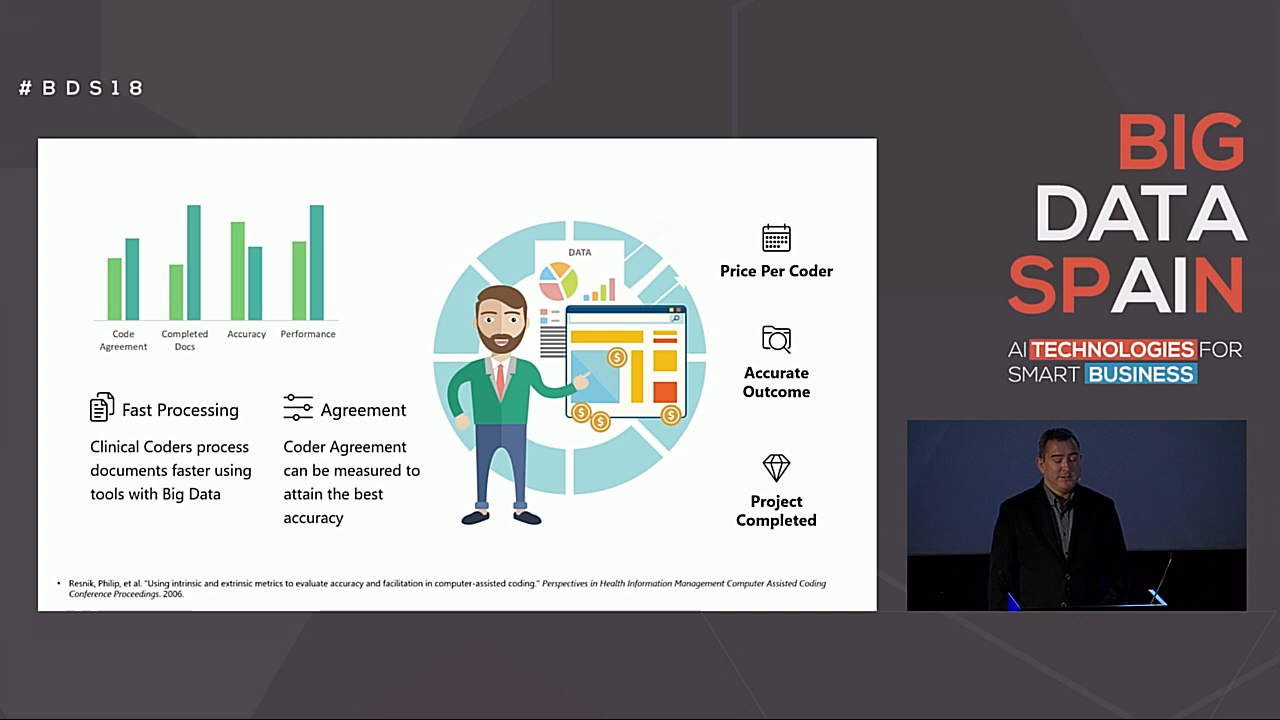 #BDS18
Code
Agreement
Completed
Docs
Accuracy
Performance
Fast Processing
Clinical Coders process
documents faster using
tools with Big Data
Agreement
Coder Agreement
can be measured to
attain the best
accuracy
DATA
Price Per Coder
Accurate
Outcome
Project
Completed
• Resnik, Philip, et al. "Using intrinsic and extrinsic metrics to evaluate accuracy and facilitation in computer-assisted coding." Perspectives in Health Information Management Computer Assisted Coding
Conference Proceedings. 2006.
BIG
DATA
SPAIN
AI TECHNOLOGIES FOR
SMART BUSINESS